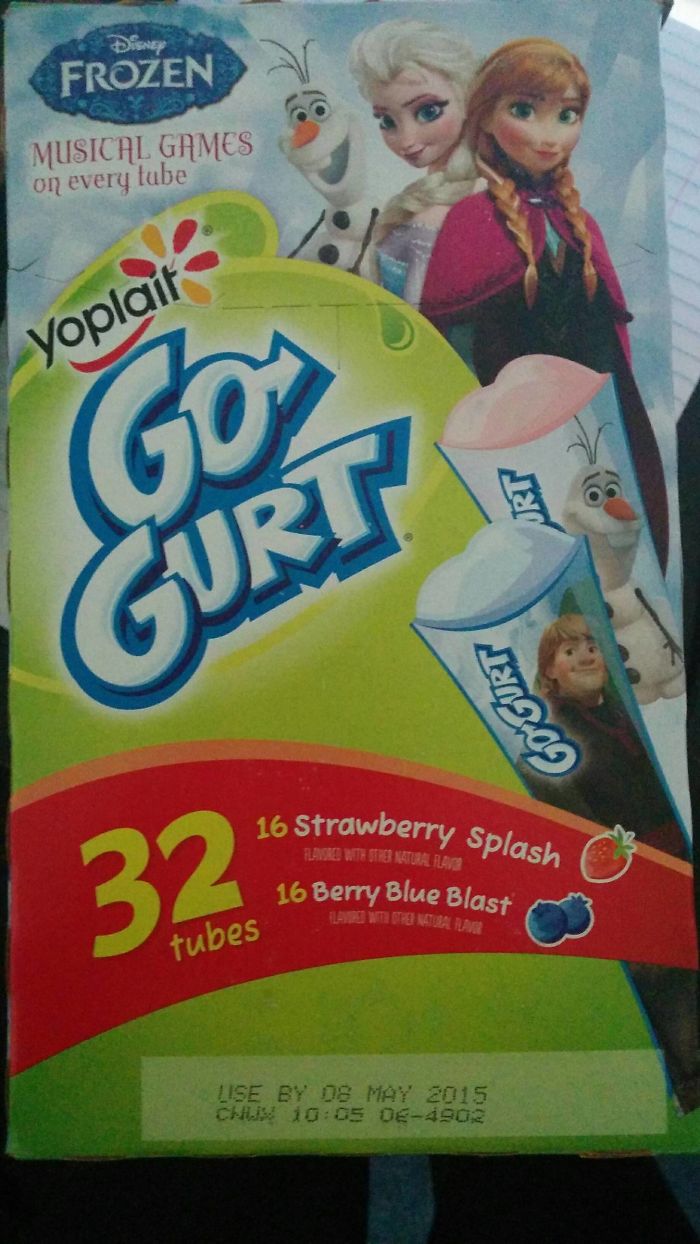 Disney
FROZEN
MUSICAL GAMES
on every tube
Yoplait®
GO-
GURT®
GURT
GO-GURT
32
tubes
16 Strawberry Splash
FLAVORED WITH OTHER NATURAL FLAVOR
16 Berry Blue Blast
FLAVORED WITH OTHER NATURAL FLAVOR
USE BY 08 MAY 2015
10:05 06-4902